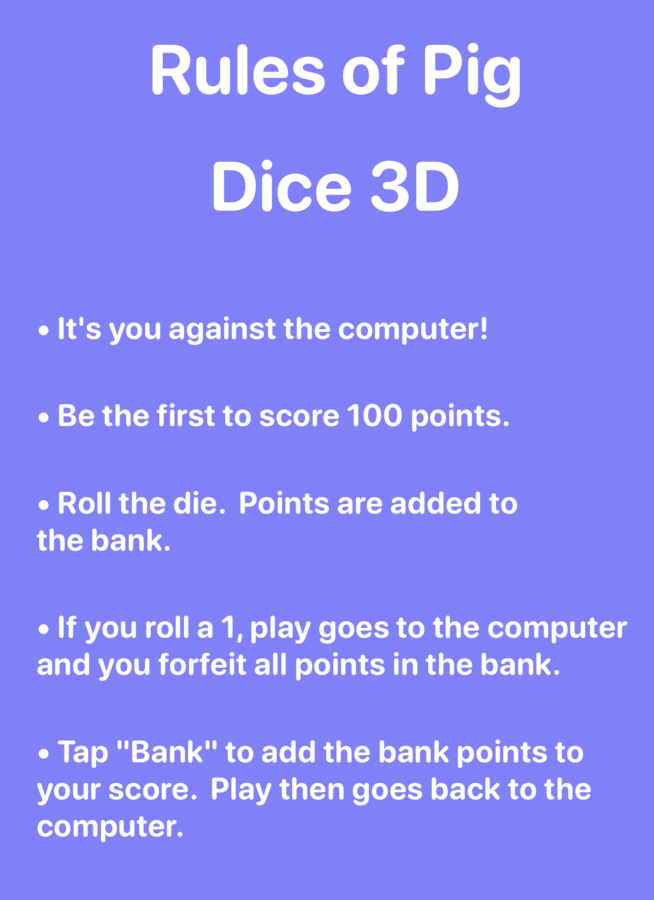 Rules of Pig
Dice 3D
• It's you against the computer!
• Be the first to score 100 points.
• Roll the die.  Points are added to
the bank.
• If you roll a 1, play goes to the computer
and you forfeit all points in the bank.
• Tap "Bank" to add the bank points to
your score.  Play then goes back to the
computer.